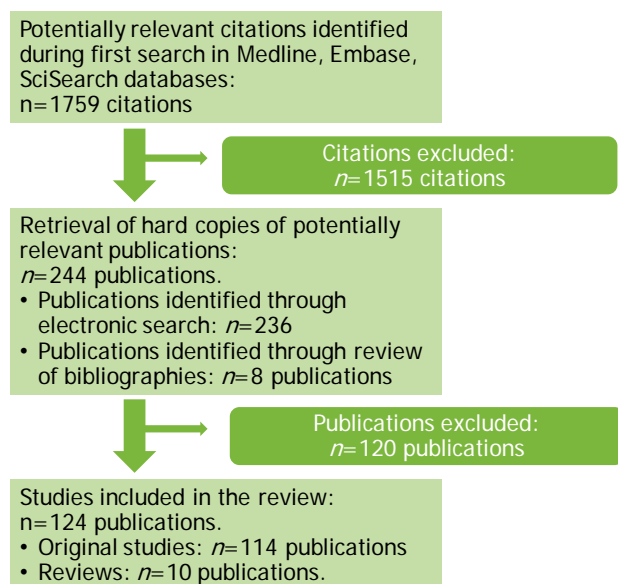 Potentially relevant citations identified
during first search in Medline, Embase,
SciSearch databases:
n=1759 citations
Citations excluded:
n=1515 citations
Retrieval of hard copies of potentially
relevant publications:
n=244 publications.
• Publications identified through
electronic search: n=236
• Publications identified through review
of bibliographies: n=8 publications
Publications excluded:
n=120 publications
Studies included in the review:
n=124 publications.
• Original studies: n=114 publications
• Reviews: n=10 publications.